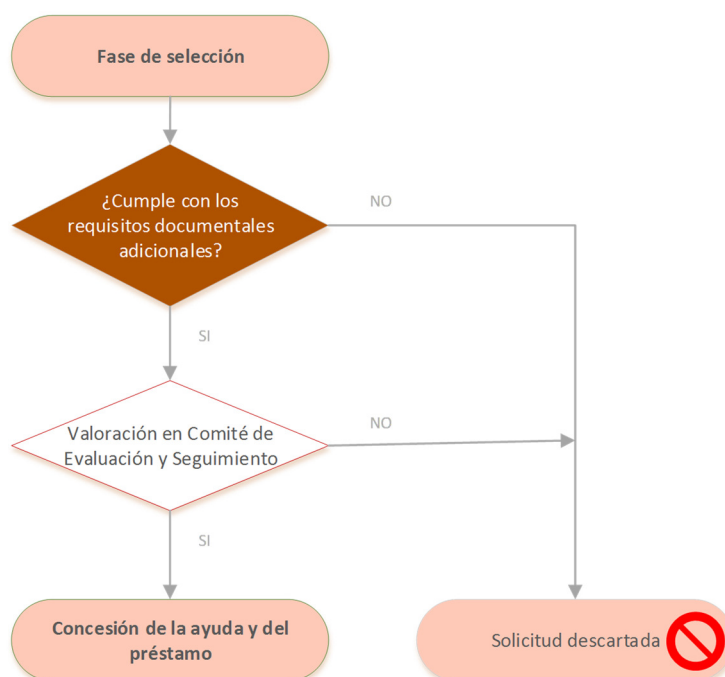 Fase de selección
¿Cumple con los
requisitos documentales
adicionales?
NO
SI
Valoración en Comité de
Evaluación y Seguimiento
NO
SI
Concesión de la ayuda y del
préstamo
Solicitud descartada